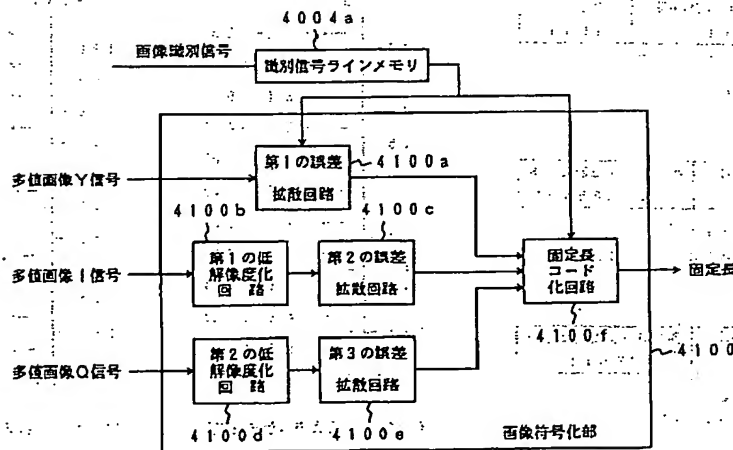 4004a
画像識別信号
識別信号ラインメモリ
第1の誤差
拡散回路
4100a
多値画像Y信号
4100b
4100c
第1の低
解像度化
回 路
第2の誤差
拡散回路
固定長
コード
化回路
多値画像I信号
固定長
4100f
4100
第2の低
解像度化
回 路
第3の誤差
拡散回路
多値画像Q信号
4100d
4100e
画像符号化部